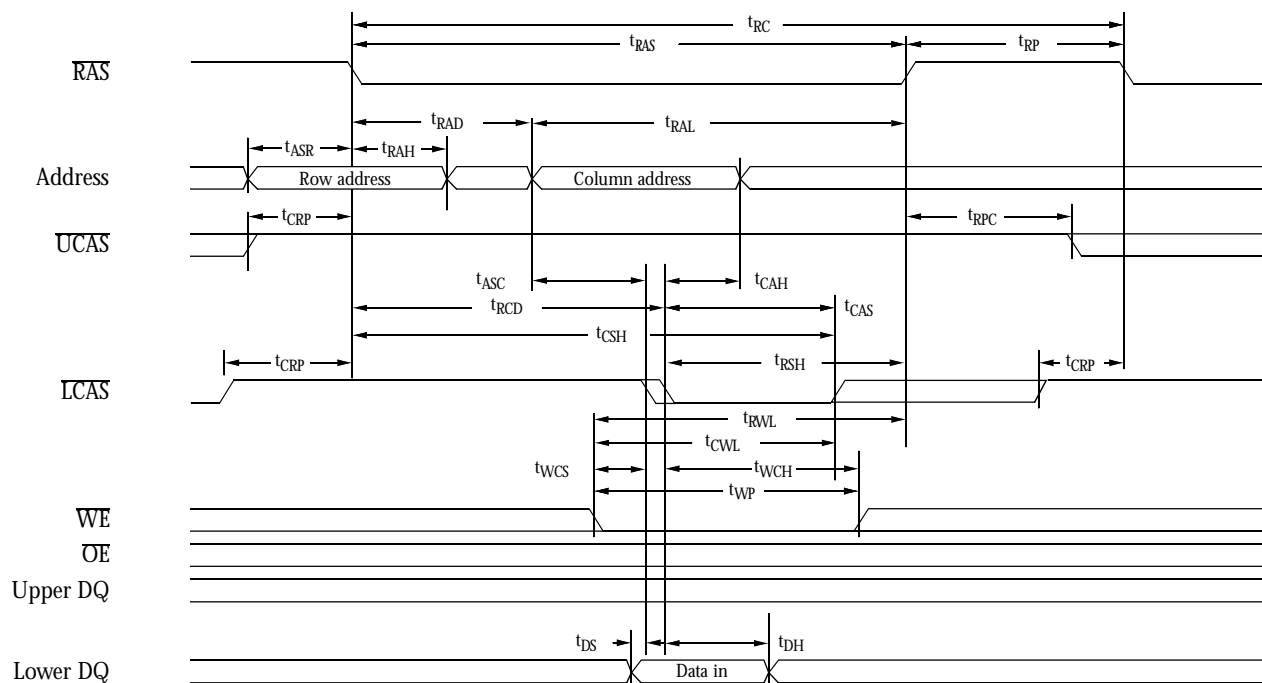 tRC
tRAS
tRP
RAS
tRAD
tRAL
tASR
tRAH
Address
Row address
Column address
tCRP
tRPC
UCAS
tASC
tCAH
tRCD
tCAS
tCSH
tCRP
tRSH
tCRP
LCAS
tRWL
tCWL
tWCS
tWCH
tWP
WE
OE
Upper DQ
tDS
tDH
Lower DQ
Data in